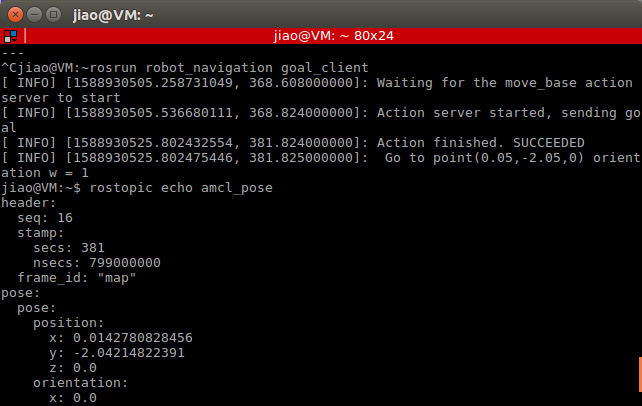 jiao@VM: ~
jiao@VM: ~ 80x24
---
^Cjiao@VM:~rosrun robot_navigation goal_client
[ INFO] [1588930505.258731049, 368.608000000]: Waiting for the move_base action
server to start
[ INFO] [1588930505.536680111, 368.824000000]: Action server started, sending go
al
[ INFO] [1588930525.802432554, 381.824000000]: Action finished. SUCCEEDED
[ INFO] [1588930525.802475446, 381.825000000]:  Go to point(0.05,-2.05,0) orient
ation w = 1
jiao@VM:~$ rostopic echo amcl_pose
header:
  seq: 16
  stamp:
    secs: 381
    nsecs: 799000000
  frame_id: "map"
pose:
  pose:
    position:
      x: 0.0142780828456
      y: -2.04214822391
      z: 0.0
    orientation:
      x: 0.0